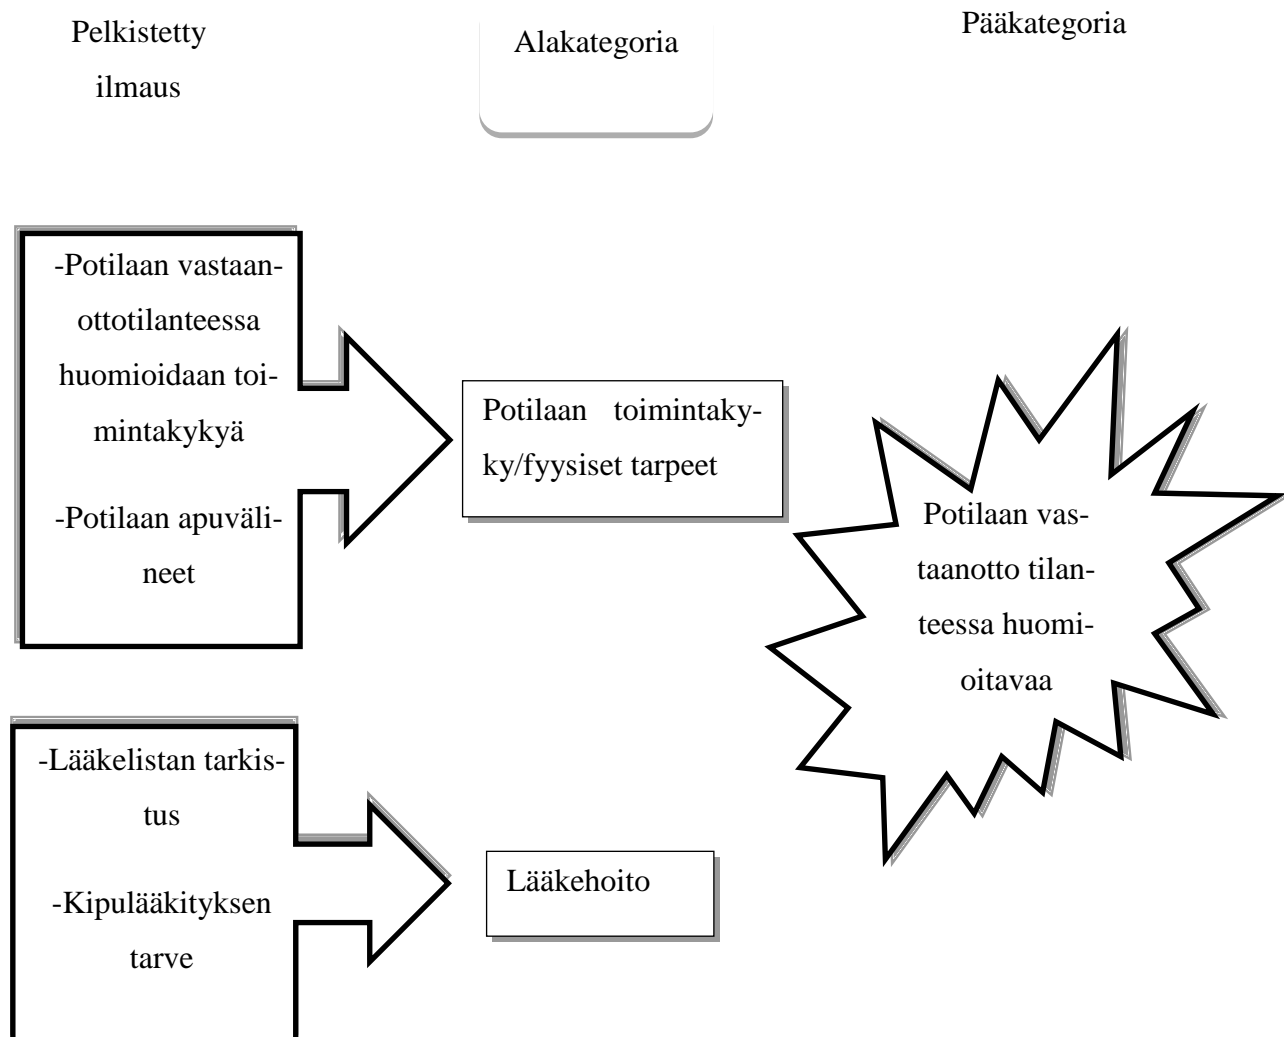 Pelkistetty
ilmaus
Alakategoria
Pääkategoria
-Potilaan vastaan-
ottotilanteessa
huomioidaan toi-
mintakykyä
-Potilaan apuväli-
neet
Potilaan toimintaky-
ky/fyysiset tarpeet
Potilaan vas-
taanotto tilan-
teessa huomi-
oitavaa
-Lääkelistan tarkis-
tus
-Kipulääkityksen
tarve
Lääkehoito